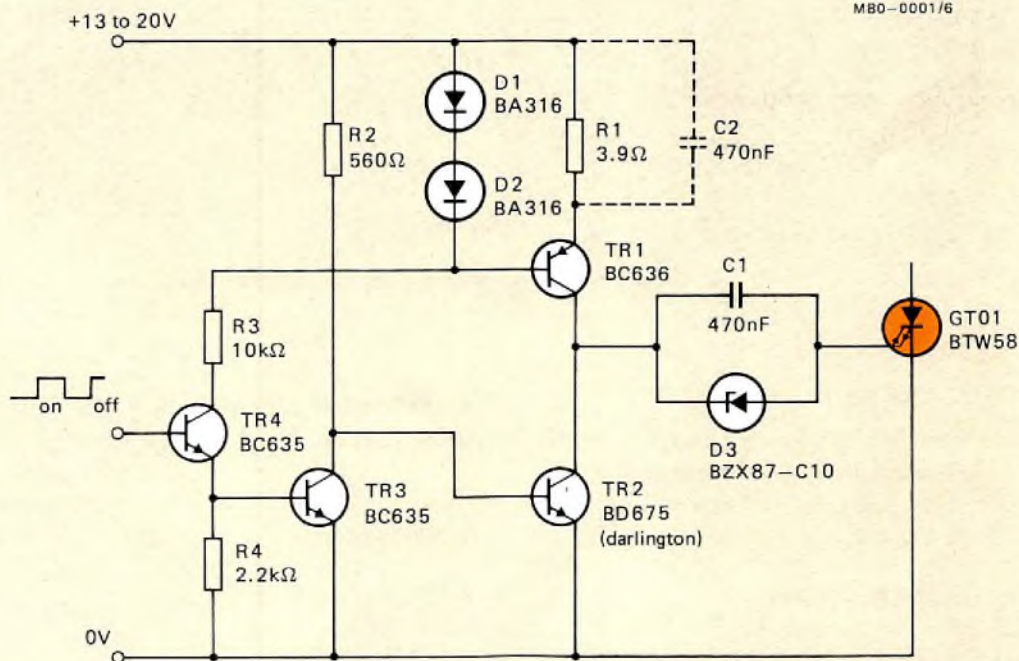 MB0-0001/6
+13 to 20V
D1
BA316
R2
560Ω
R1
3.9Ω
C2
470nF
D2
BA316
TR1
BC636
C1
470nF
GT01
BTW58
R3
10kΩ
on
off
TR4
BC635
D3
BZX87-C10
TR3
BC635
TR2
BD675
(darlington)
R4
2.2kΩ
0V